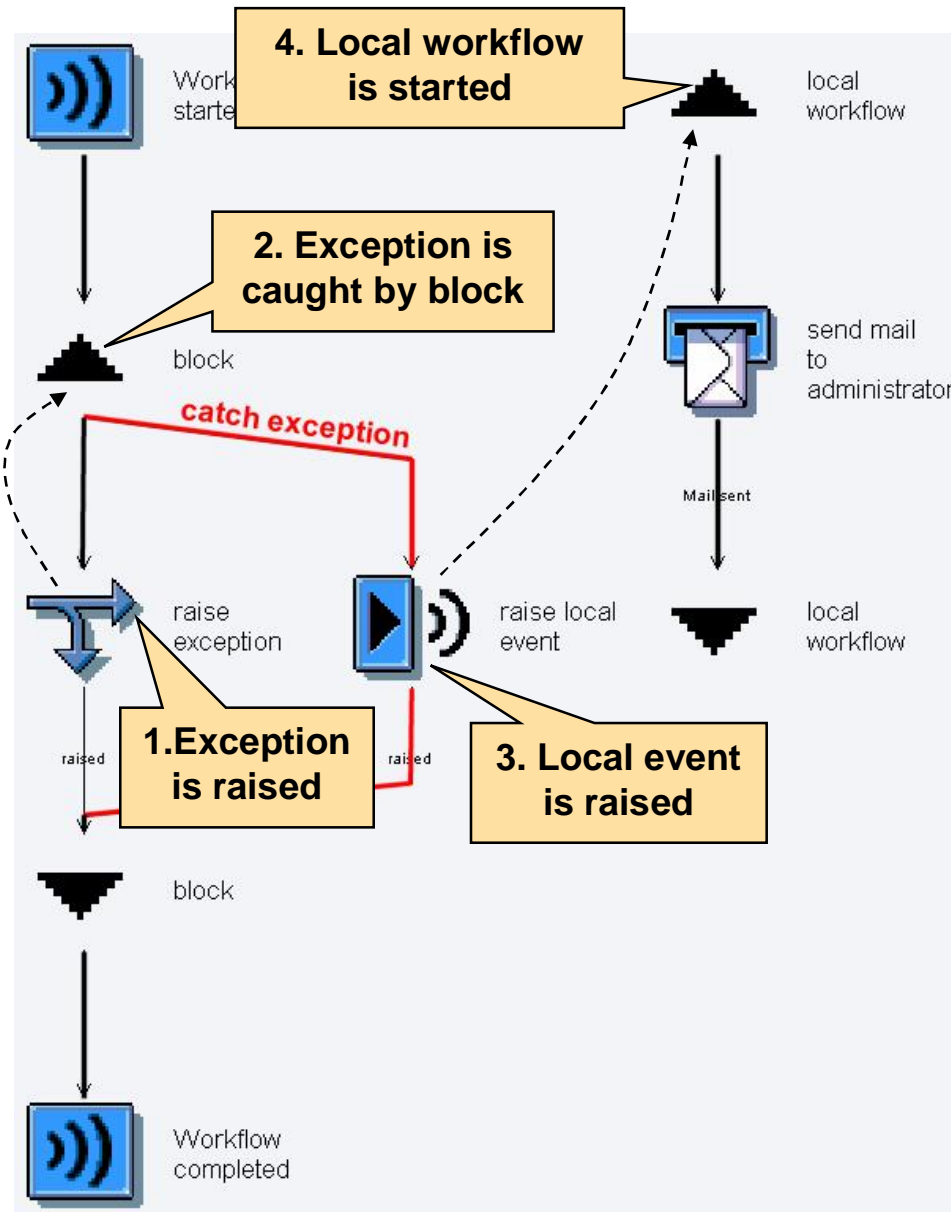 4. Local workflow
is started
Work
starte
local
workflow
2. Exception is
caught by block
block
send mail
to
administrator
catch exception
Mail sent
raise
exception
raise local
event
local
workflow
1.Exception
is raised
raised
raised
3. Local event
is raised
block
Workflow
completed